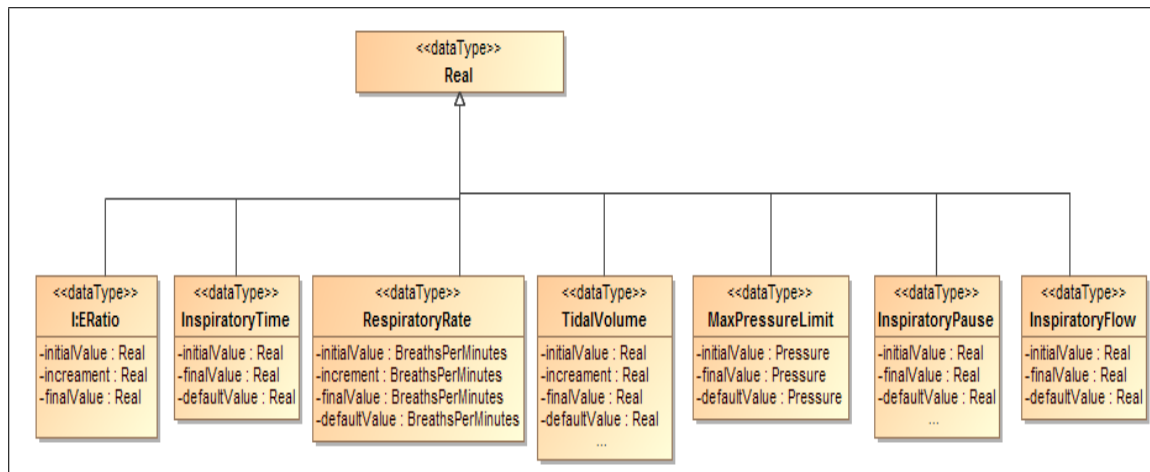 <<dataType>>
Real
<<dataType>>
I:ERatio
-initialValue : Real
-increament : Real
-finalValue : Real
<<dataType>>
InspiratoryTime
-initialValue : Real
-finalValue : Real
-defaultValue : Real
<<dataType>>
RespiratoryRate
-initialValue : BreathsPerMinutes
-increment : BreathsPerMinutes
-finalValue : BreathsPerMinutes
-defaultValue : BreathsPerMinutes
<<dataType>>
TidalVolume
-initialValue : Real
-increament : Real
-finalValue : Real
-defaultValue : Real
...
<<dataType>>
MaxPressureLimit
-initialValue : Pressure
-finalValue : Pressure
-defaultValue : Pressure
<<dataType>>
InspiratoryPause
-initialValue : Real
-finalValue : Real
-defaultValue : Real
...
<<dataType>>
InspiratoryFlow
-initialValue : Real
-finalValue : Real
-defaultValue : Real